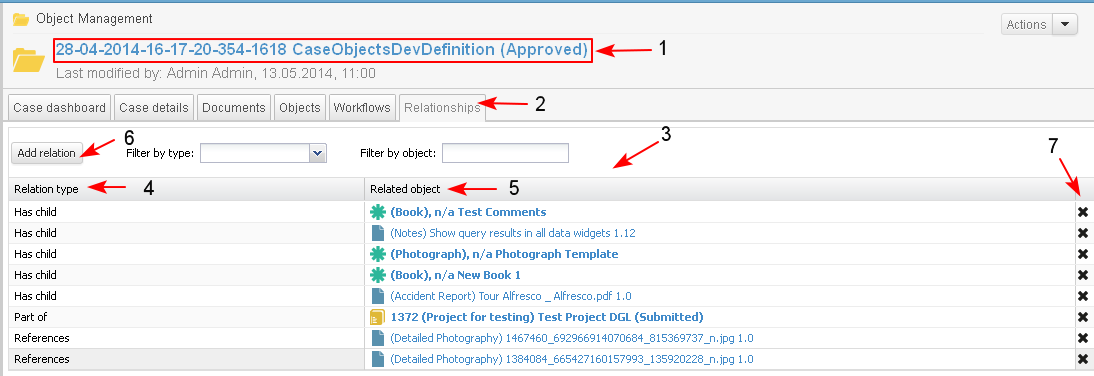 Object Management
Actions
28-04-2014-16-17-20-354-1618 CaseObjectsDevDefinition (Approved)
1
Last modified by: Admin Admin, 13.05.2014, 11:00
Case dashboard Case details Documents Objects Workflows Relationships
2
6
3
7
Add relation Filter by type: Filter by object:
Relation type 4 Related object 5
Has child (Book), n/a Test Comments
Has child (Notes) Show query results in all data widgets 1.12
Has child (Photograph), n/a Photograph Template
Has child (Book), n/a New Book 1
Has child (Accident Report) Tour Alfresco _ Alfresco.pdf 1.0
Part of 1372 (Project for testing) Test Project DGL (Submitted)
References (Detailed Photography) 1467460_692966914070684_815369737_n.jpg 1.0
References (Detailed Photography) 1384084_665427160157993_135920228_n.jpg 1.0